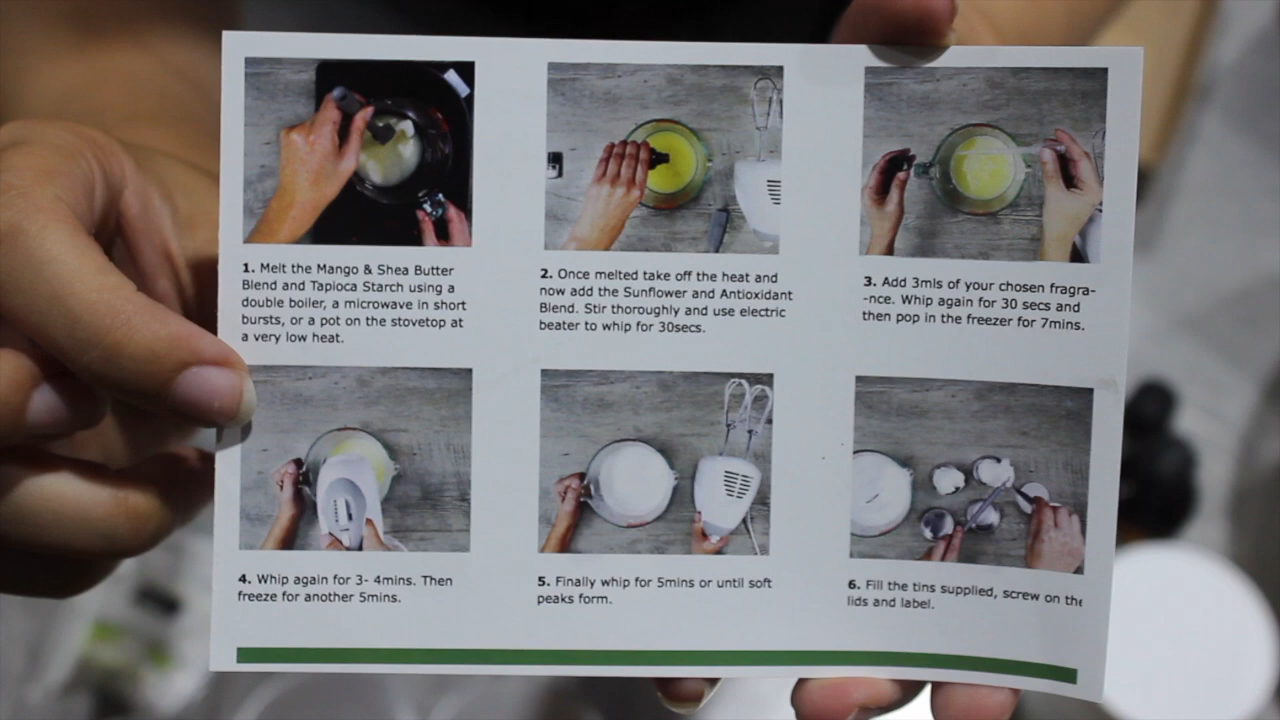 1. Melt the Mango & Shea Butter
Blend and Tapioca Starch using a
double boiler, a microwave in short
bursts, or a pot on the stovetop at
a very low heat.
2. Once melted take off the heat and
now add the Sunflower and Antioxidant
Blend. Stir thoroughly and use electric
beater to whip for 30secs.
3. Add 3mls of your chosen fragra-
-nce. Whip again for 30 secs and
then pop in the freezer for 7mins.
4. Whip again for 3- 4mins. Then
freeze for another 5mins.
5. Finally whip for 5mins or until soft
peaks form.
6. Fill the tins supplied, screw on the
lids and label.